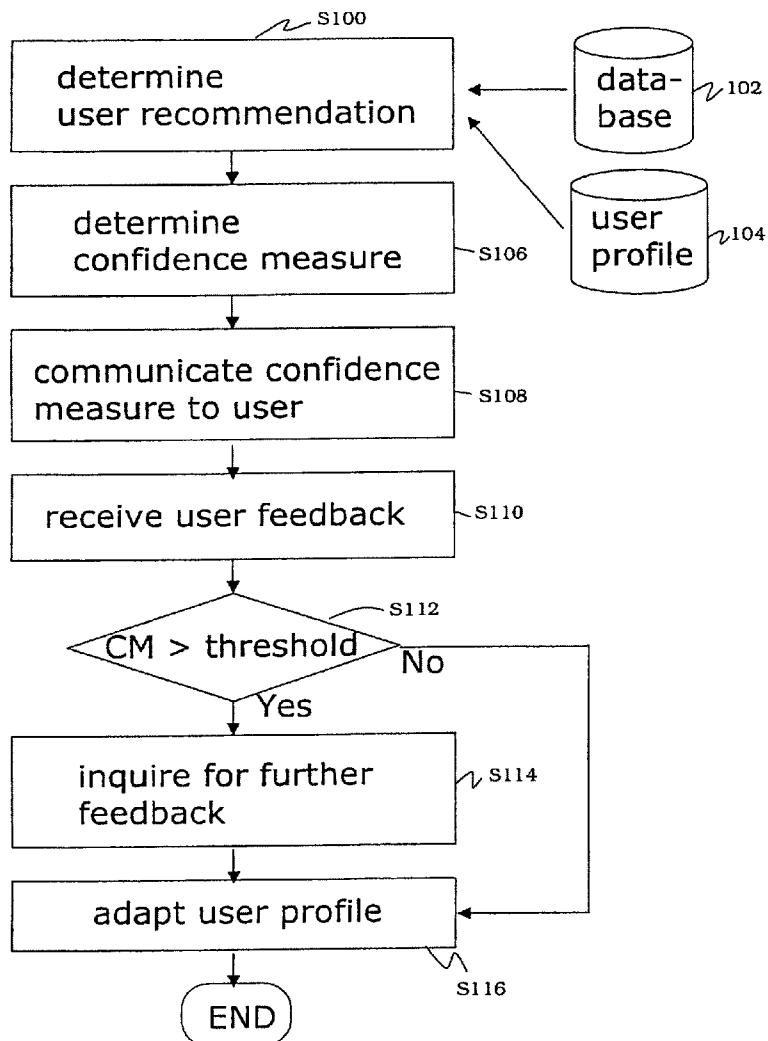 S100
determine
user recommendation
data-
base
102
user
profile
104
determine
confidence measure
S106
communicate confidence
measure to user
S108
receive user feedback
S110
S112
CM > threshold
No
Yes
inquire for further
feedback
S114
adapt user profile
S116
END